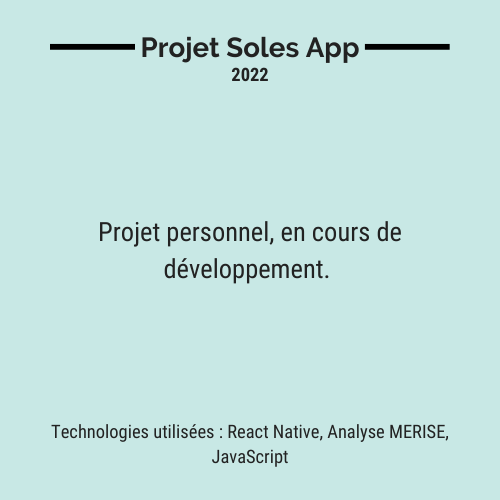 Projet Soles App
2022
Projet personnel, en cours de
développement.
Technologies utilisées : React Native, Analyse MERISE,
JavaScript